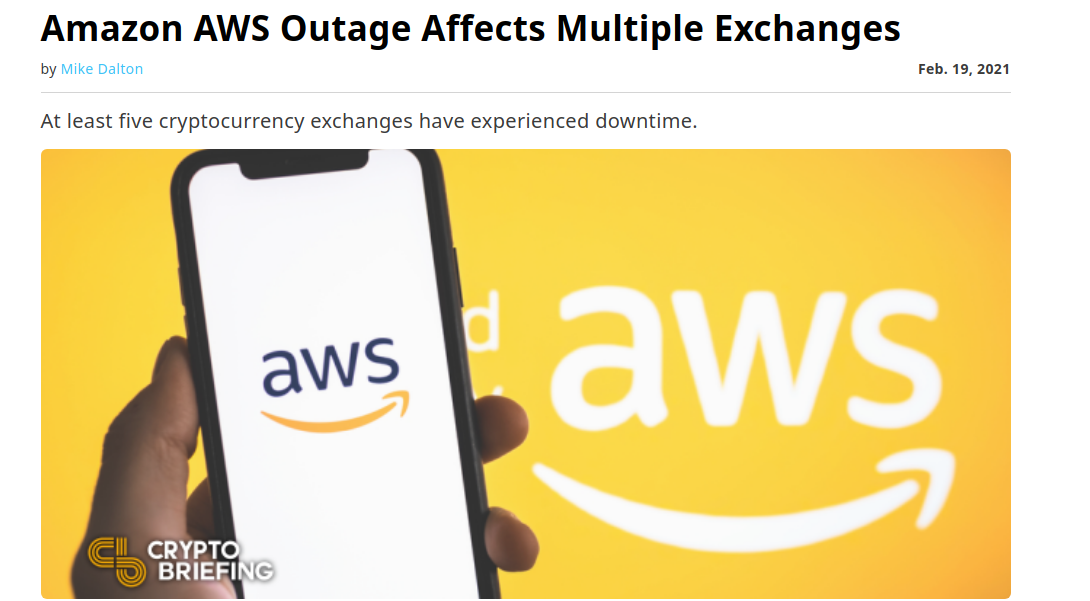 Amazon AWS Outage Affects Multiple Exchanges
by Mike Dalton Feb. 19, 2021
At least five cryptocurrency exchanges have experienced downtime.
aws
d
aws
CRYPTO
BRIEFING